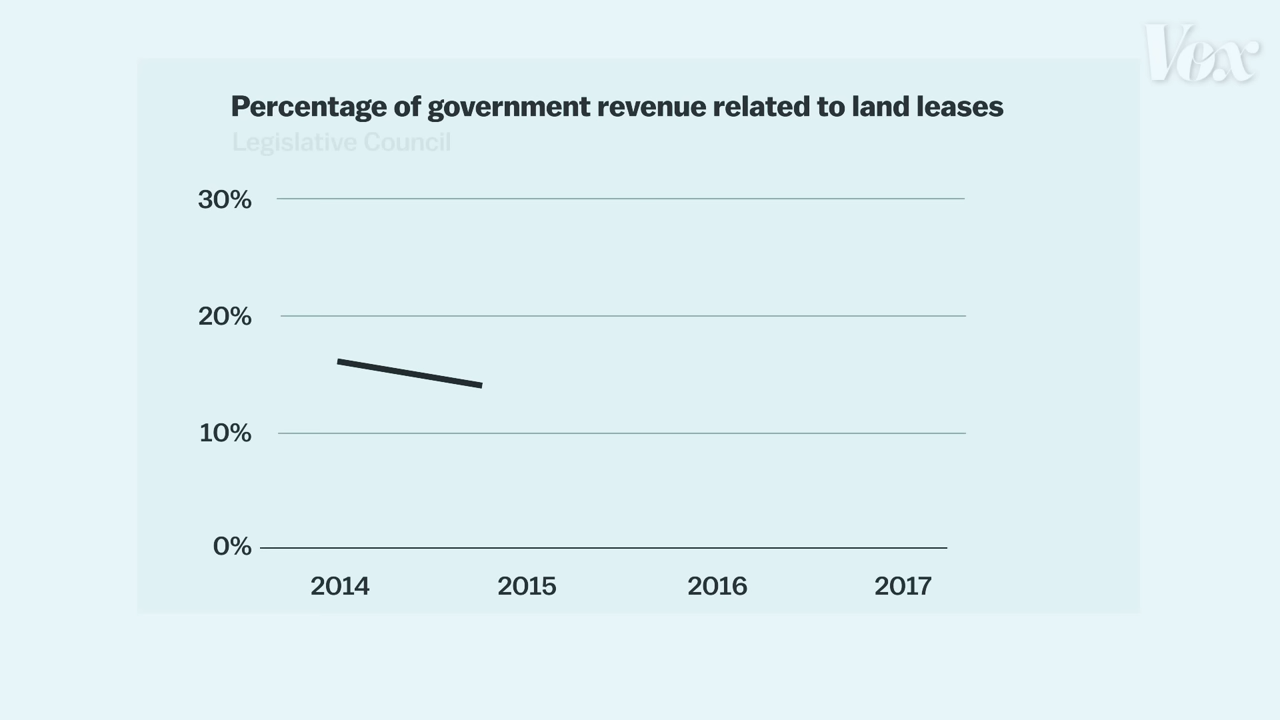 Vox
Percentage of government revenue related to land leases
Legislative Council
30%
20%
10%
0%
2014 2015 2016 2017